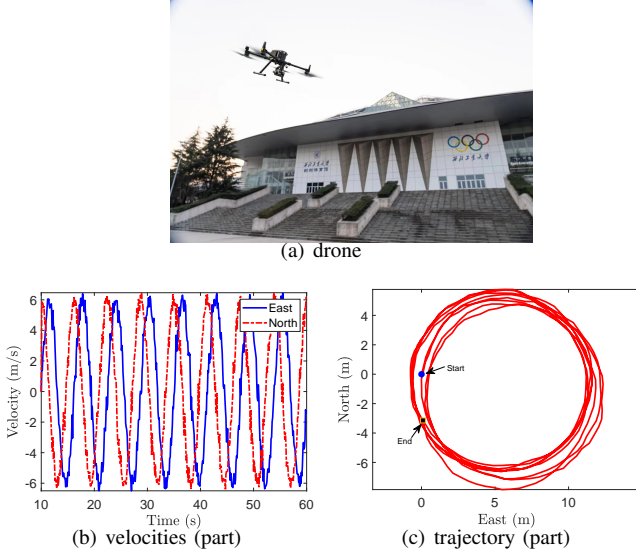 (a) drone
6
4
2
0
-2
-4
-6
Velocity (m/s)
East
North
10 20 30 40 50 60
Time (s)
(b) velocities (part)
4
2
0
-2
-4
-6
North (m)
Start
End
0 5 10
East (m)
(c) trajectory (part)